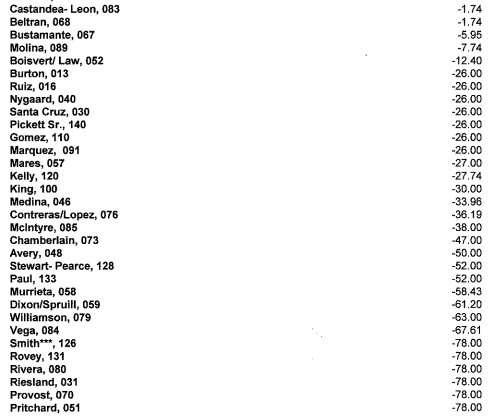 Castandea- Leon, 083 -1.74
Beltran, 068 -1.74
Bustamante, 067 -5.95
Molina, 089 -7.74
Boisvert/ Law, 052 -12.40
Burton, 013 -26.00
Ruiz, 016 -26.00
Nygaard, 040 -26.00
Santa Cruz, 030 -26.00
Pickett Sr., 140 -26.00
Gomez, 110 -26.00
Marquez, 091 -26.00
Mares, 057 -27.00
Kelly, 120 -27.74
King, 100 -30.00
Medina, 046 -33.96
Contreras/Lopez, 076 -36.19
McIntyre, 085 -38.00
Chamberlain, 073 -47.00
Avery, 048 -50.00
Stewart- Pearce, 128 -52.00
Paul, 133 -52.00
Murrieta, 058 -58.43
Dixon/Spruill, 059 -61.20
Williamson, 079 -63.00
Vega, 084 -67.61
Smith***, 126 -78.00
Rovey, 131 -78.00
Rivera, 080 -78.00
Riesland, 031 -78.00
Provost, 070 -78.00
Pritchard, 051 -78.00